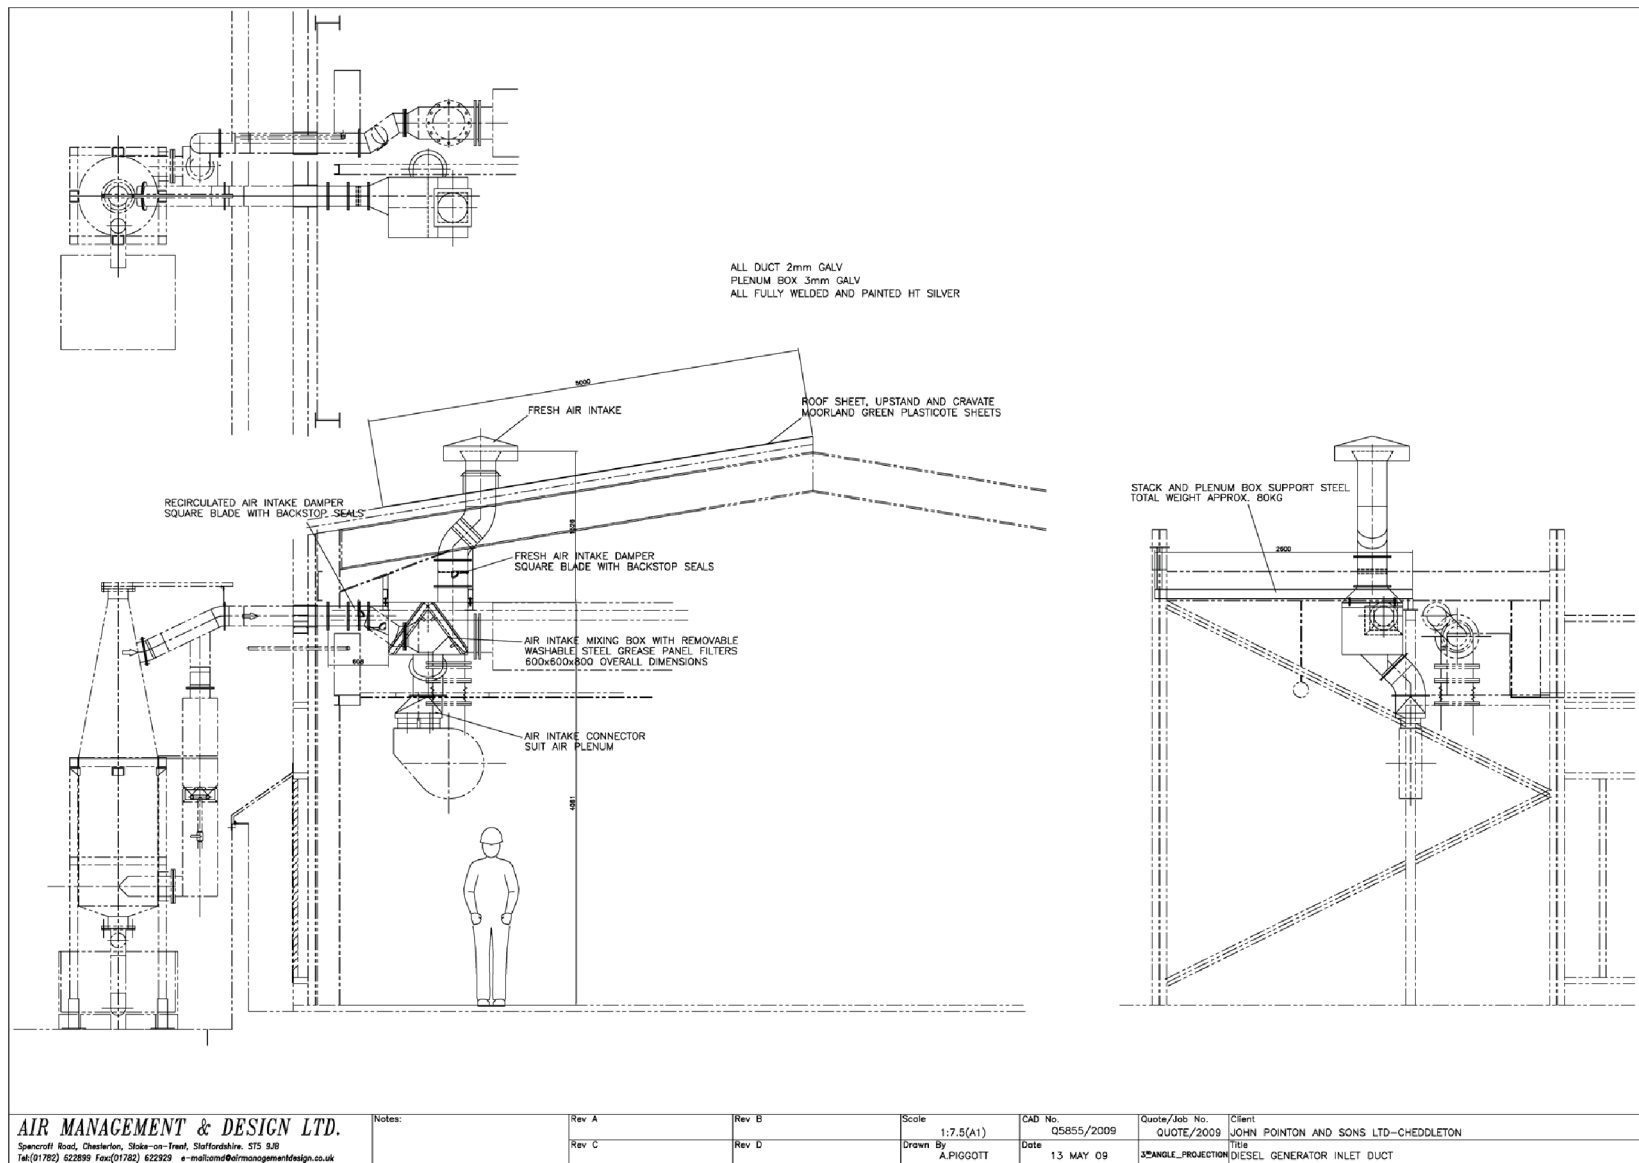 ALL DUCT 2mm GALV
PLENUM BOX 3mm GALV
ALL FULLY WELDED AND PAINTED HT SILVER
FRESH AIR INTAKE
ROOF SHEET, UPSTAND AND CRAVATE
MOORLAND GREEN PLASTICOTE SHEETS
RECIRCULATED AIR INTAKE DAMPER
SQUARE BLADE WITH BACKSTOP SEALS
STACK AND PLENUM BOX SUPPORT STEEL
TOTAL WEIGHT APPROX. 80KG
2600
FRESH AIR INTAKE DAMPER
SQUARE BLADE WITH BACKSTOP SEALS
AIR INTAKE MIXING BOX WITH REMOVABLE
WASHABLE STEEL GREASE PANEL FILTERS
600x600x800 OVERALL DIMENSIONS
AIR INTAKE CONNECTOR
SUIT AIR PLENUM
AIR MANAGEMENT & DESIGN LTD.
Spencroft Road, Chesterton, Stoke-on-Trent, Staffordshire. ST5 9JB
Tel:(01782) 622899 Fax:(01782) 622929 e-mail:amd@airmanagementdesign.co.uk
Notes:
Rev A
Rev B
Rev C
Rev D
Scale
1:7.5(A1)
Drawn By
A.PIGGOTT
CAD No.
Q5855/2009
Date
13 MAY 09
Quote/Job No.
QUOTE/2009
3RD ANGLE_PROJECTION
Client
JOHN POINTON AND SONS LTD-CHEDDLETON
Title
DIESEL GENERATOR INLET DUCT